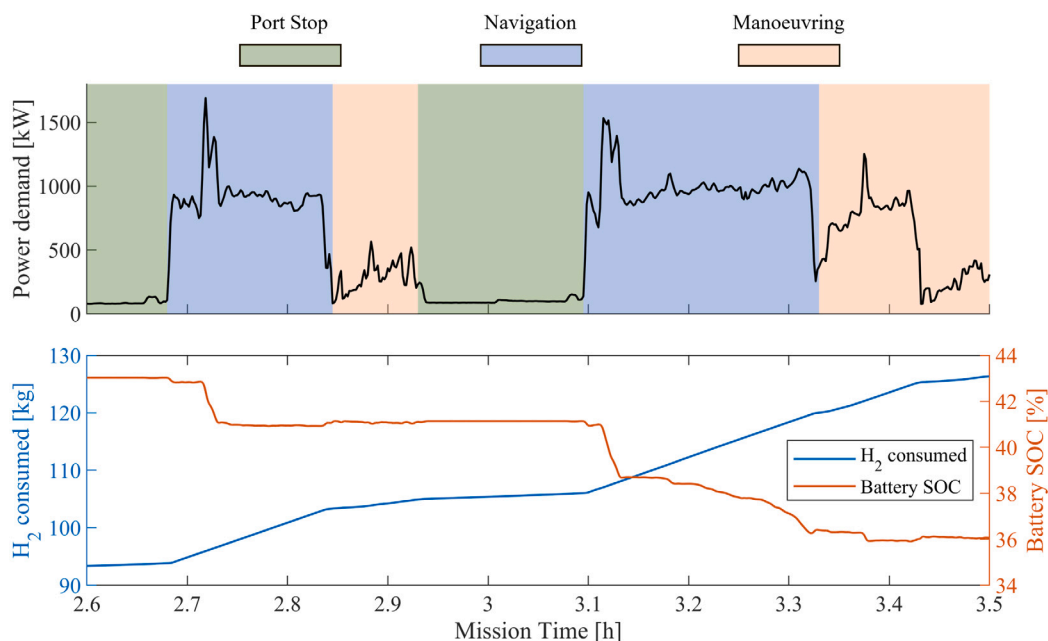 Port Stop Navigation Manoeuvring
Power demand [kW]
1500
1000
500
0
H₂ consumed [kg]
130
120
110
100
90
Battery SOC [%]
44
42
40
38
36
34
H₂ consumed
Battery SOC
2.6 2.7 2.8 2.9 3 3.1 3.2 3.3 3.4 3.5
Mission Time [h]